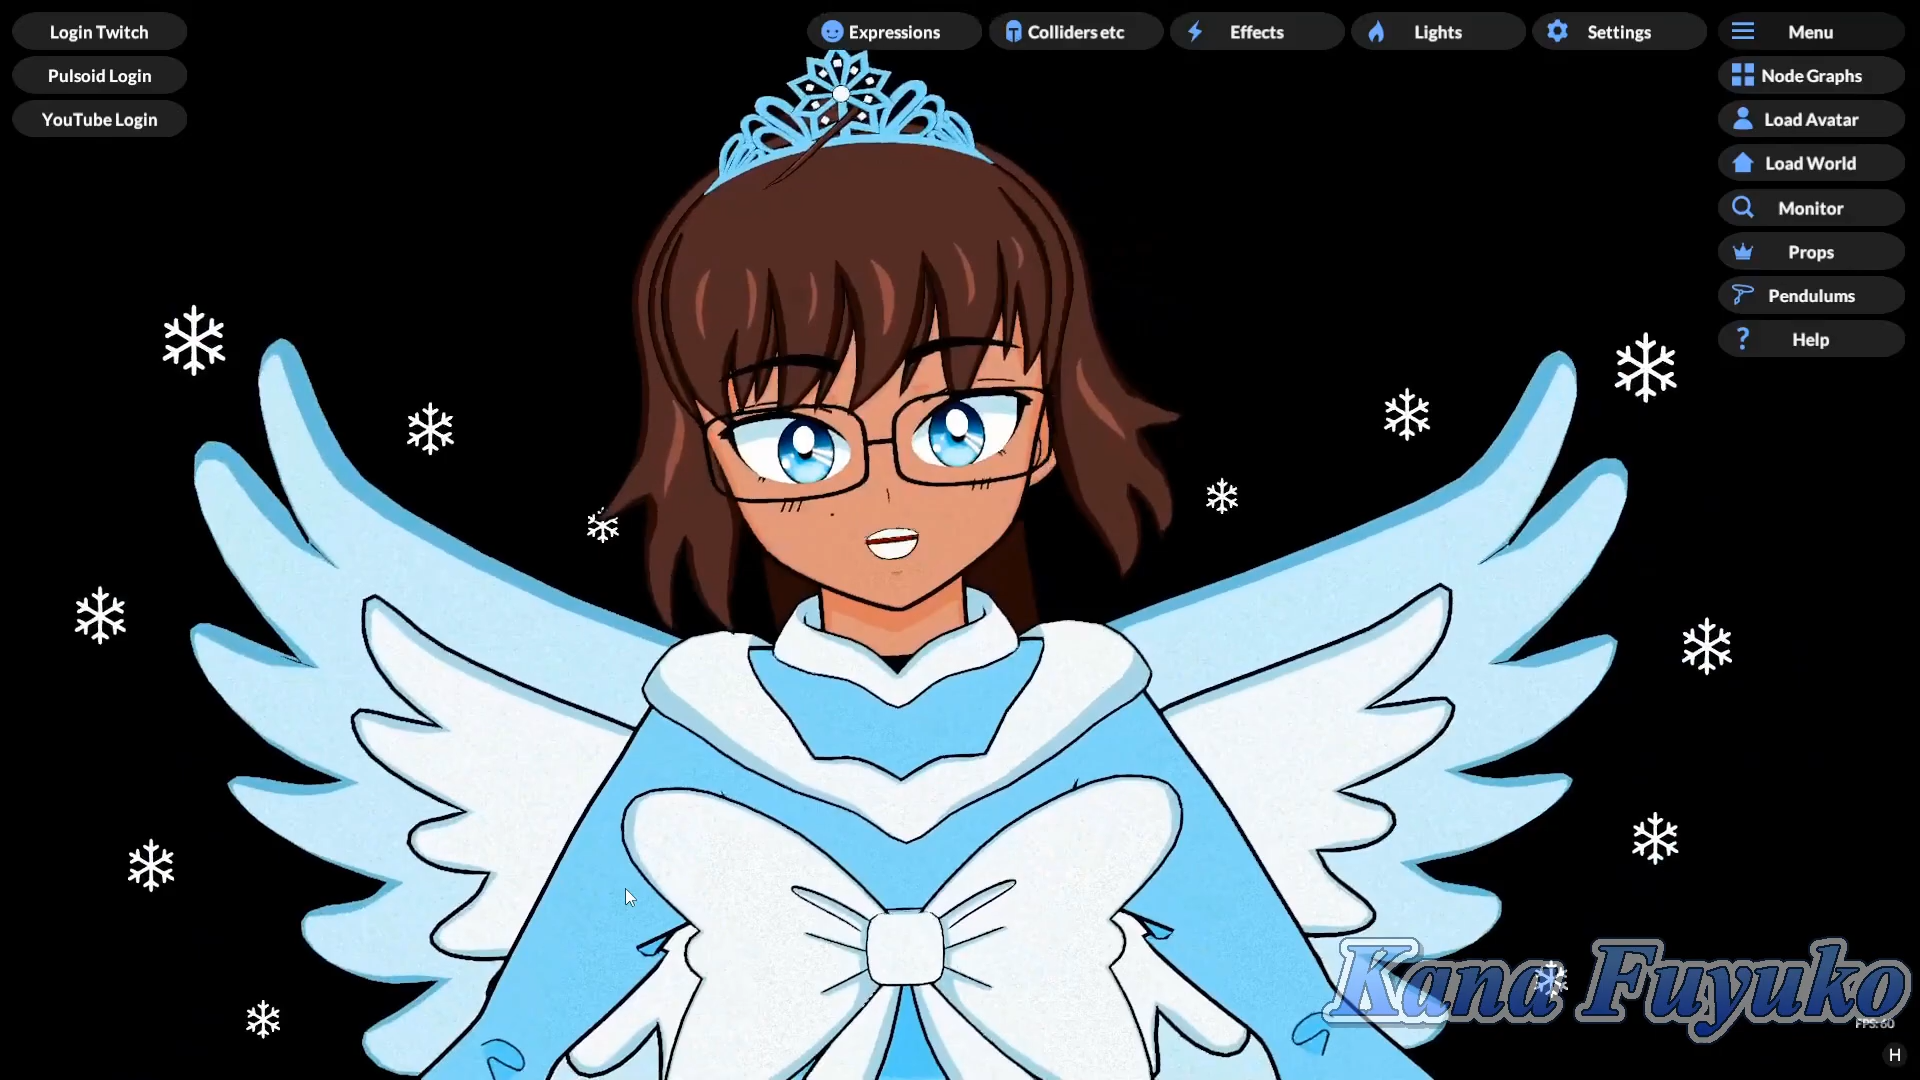 Login Twitch
Pulsoid Login
YouTube Login
Expressions
Colliders etc
Effects
Lights
Settings
Menu
Node Graphs
Load Avatar
Load World
Monitor
Props
Pendulums
? Help
Kana Fuyuko
FPS: 60
H